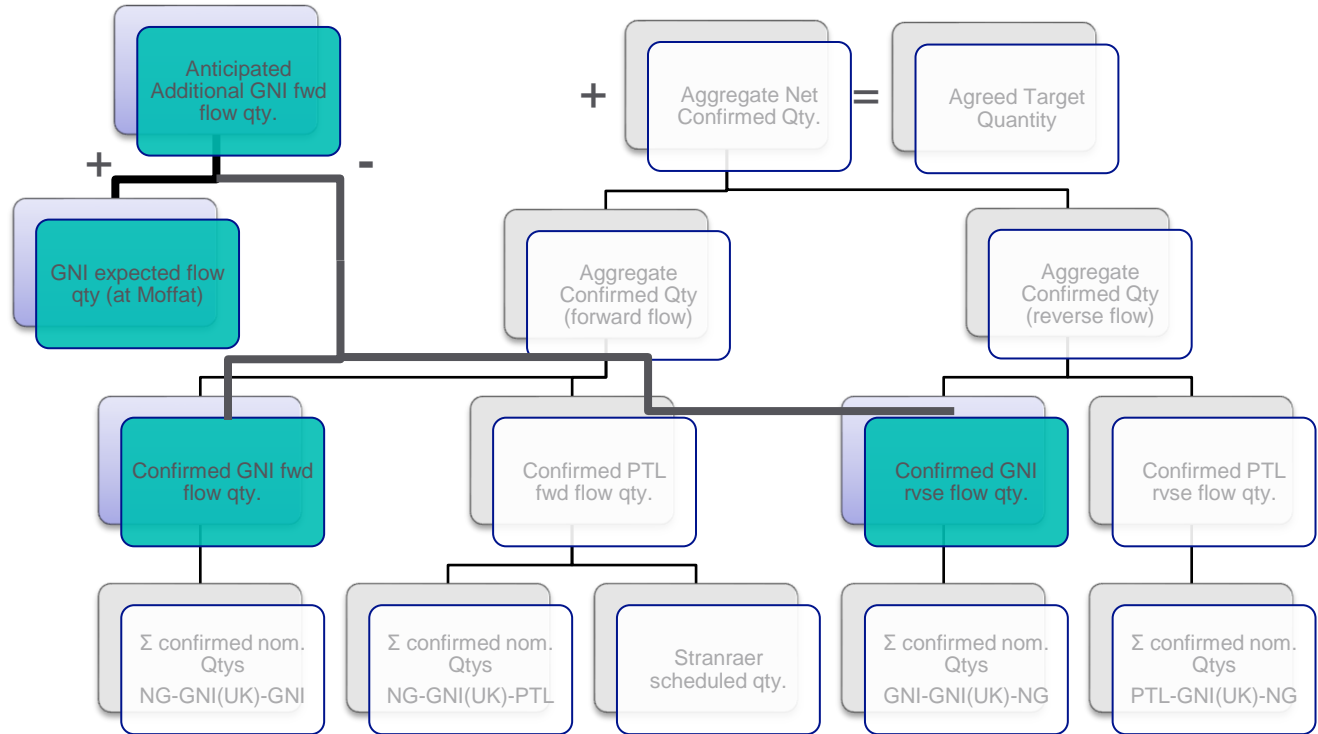 Anticipated
Additional GNI fwd
flow qty.
+
Aggregate Net
Confirmed Qty.
=
Agreed Target
Quantity
+
-
GNI expected flow
qty (at Moffat)
Aggregate
Confirmed Qty
(forward flow)
Aggregate
Confirmed Qty
(reverse flow)
Confirmed GNI fwd
flow qty.
Confirmed PTL
fwd flow qty.
Confirmed GNI
rvse flow qty.
Confirmed PTL
rvse flow qty.
Σ confirmed nom.
Qtys
NG-GNI(UK)-GNI
Σ confirmed nom.
Qtys
NG-GNI(UK)-PTL
Stranraer
scheduled qty.
Σ confirmed nom.
Qtys
GNI-GNI(UK)-NG
Σ confirmed nom.
Qtys
PTL-GNI(UK)-NG